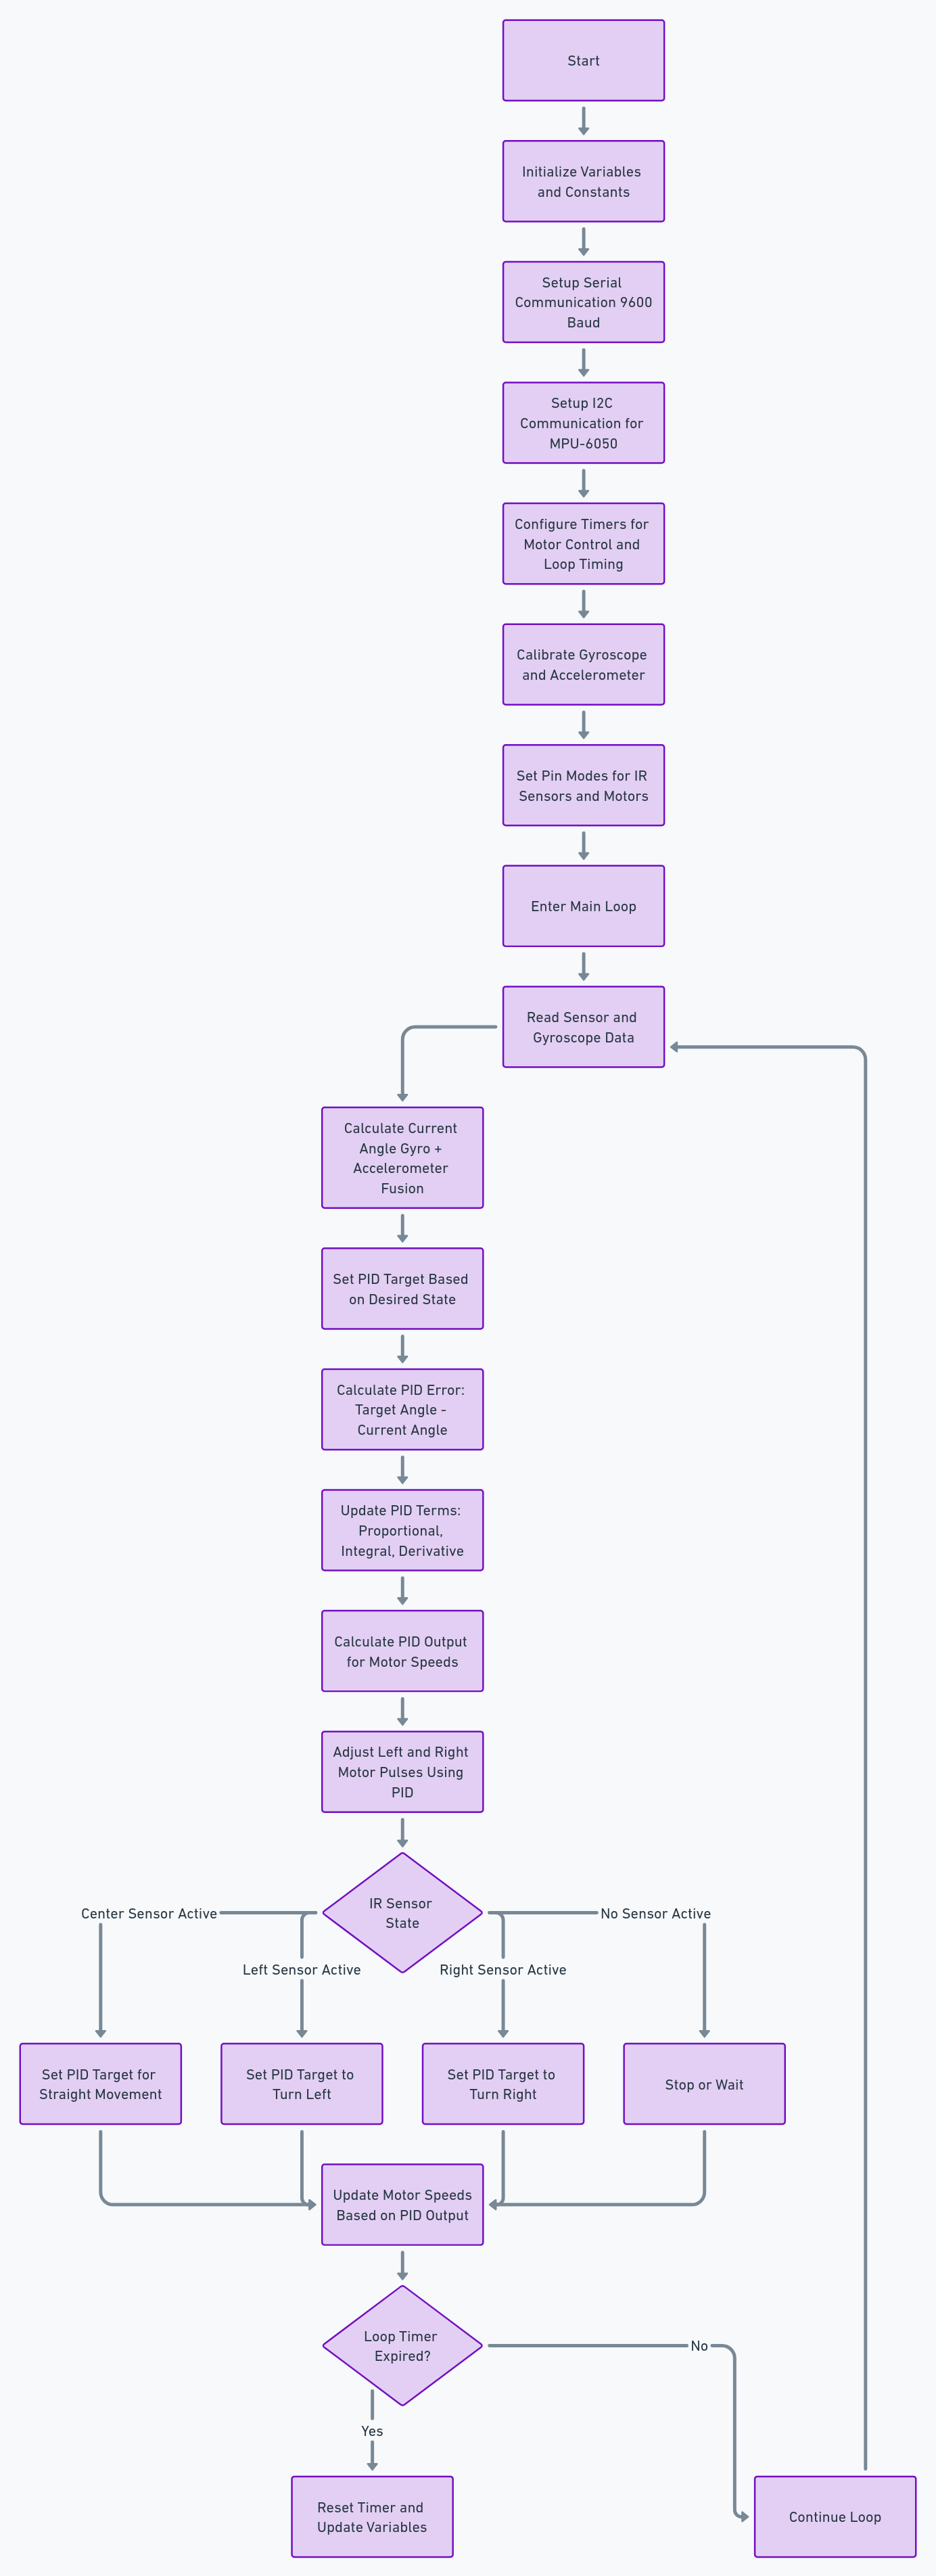 Start
Initialize Variables
and Constants
Setup Serial
Communication 9600
Baud
Setup I2C
Communication for
MPU-6050
Configure Timers for
Motor Control and
Loop Timing
Calibrate Gyroscope
and Accelerometer
Set Pin Modes for IR
Sensors and Motors
Enter Main Loop
Read Sensor and
Gyroscope Data
Calculate Current
Angle Gyro +
Accelerometer
Fusion
Set PID Target Based
on Desired State
Calculate PID Error:
Target Angle -
Current Angle
Update PID Terms:
Proportional,
Integral, Derivative
Calculate PID Output
for Motor Speeds
Adjust Left and Right
Motor Pulses Using
PID
IR Sensor
State
Center Sensor Active
No Sensor Active
Left Sensor Active
Right Sensor Active
Set PID Target for
Straight Movement
Set PID Target to
Turn Left
Set PID Target to
Turn Right
Stop or Wait
Update Motor Speeds
Based on PID Output
Loop Timer
Expired?
No
Yes
Reset Timer and
Update Variables
Continue Loop